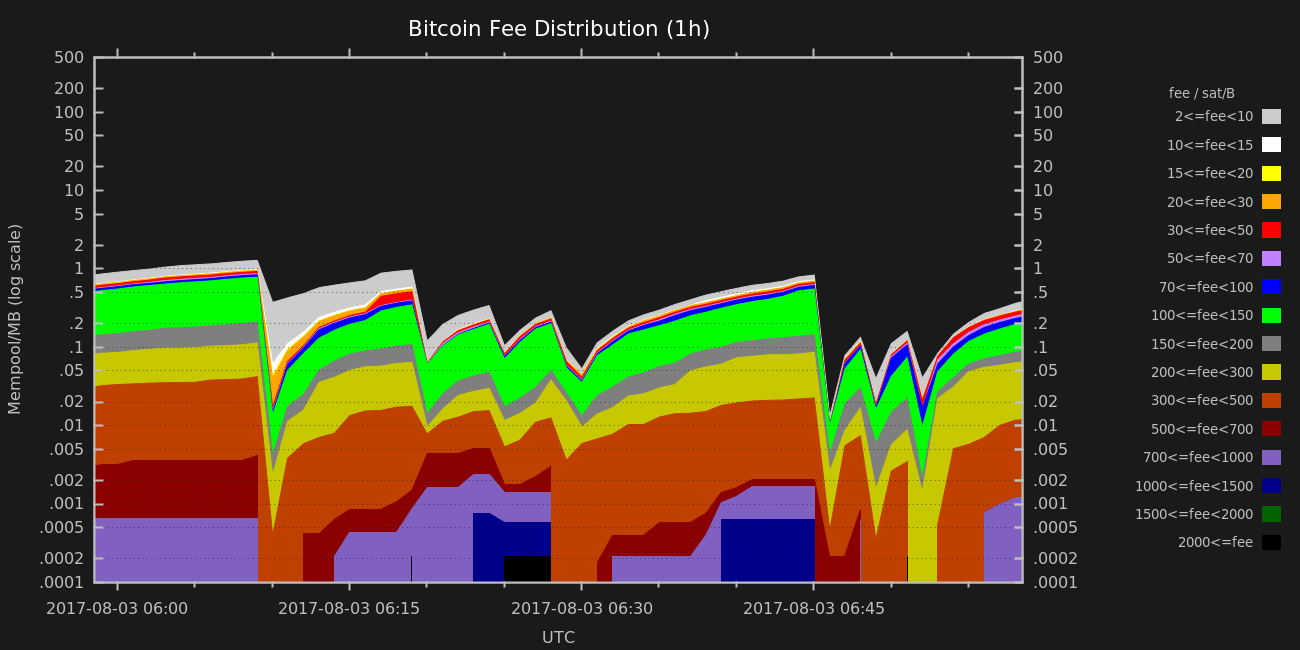 Bitcoin Fee Distribution (1h)
Mempool/MB (log scale)
500
200
100
50
20
10
5
2
1
.5
.2
.1
.05
.02
.01
.005
.002
.001
.0005
.0002
.0001
500
200
100
50
20
10
5
2
1
.5
.2
.1
.05
.02
.01
.005
.002
.001
.0005
.0002
.0001
2017-08-03 06:00 2017-08-03 06:15 2017-08-03 06:30 2017-08-03 06:45
UTC
fee / sat/B
2<=fee<10
10<=fee<15
15<=fee<20
20<=fee<30
30<=fee<50
50<=fee<70
70<=fee<100
100<=fee<150
150<=fee<200
200<=fee<300
300<=fee<500
500<=fee<700
700<=fee<1000
1000<=fee<1500
1500<=fee<2000
2000<=fee